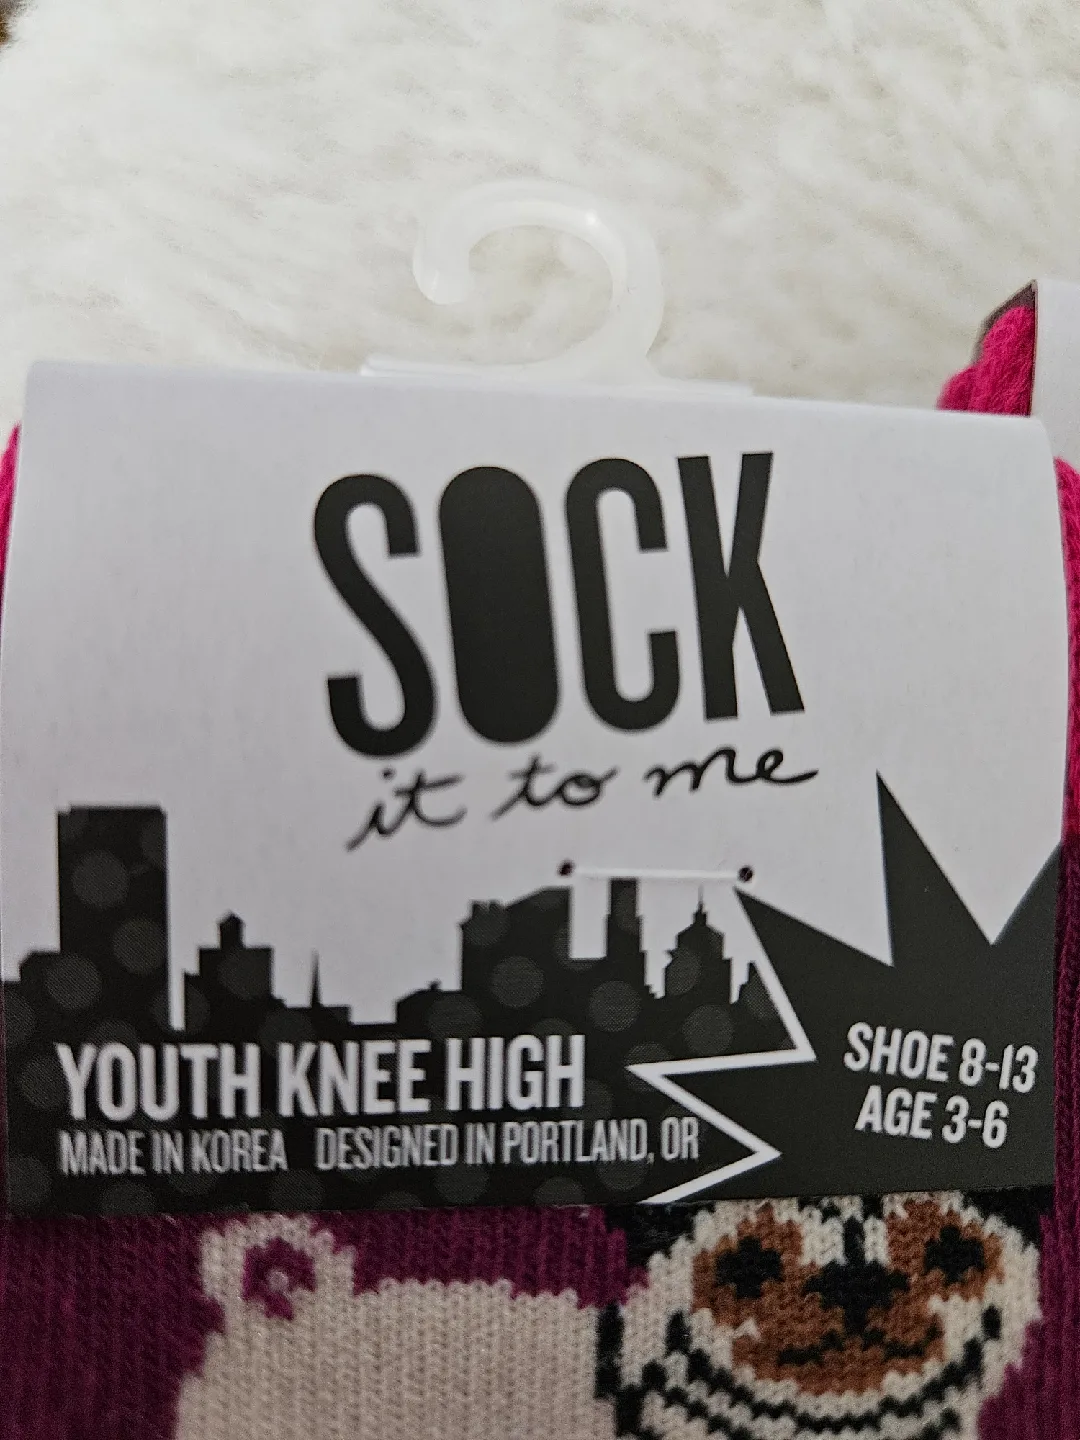 SOCK
it to me
YOUTH KNEE HIGH
MADE IN KOREA DESIGNED IN PORTLAND, OR
SHOE 8-13
AGE 3-6